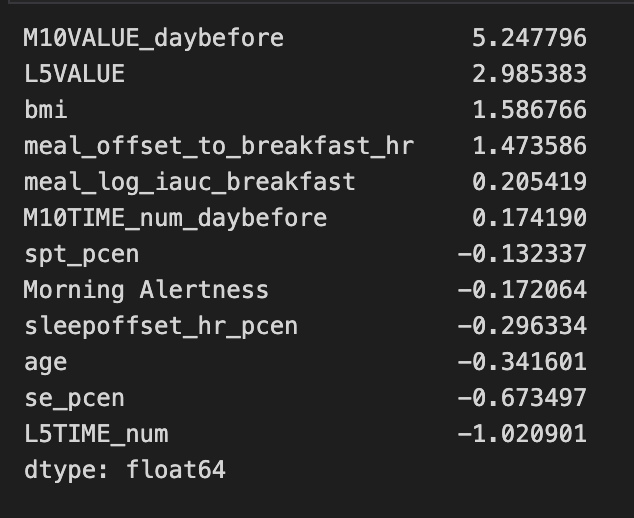 M10VALUE_daybefore 5.247796
L5VALUE 2.985383
bmi 1.586766
meal_offset_to_breakfast_hr 1.473586
meal_log_iauc_breakfast 0.205419
M10TIME_num_daybefore 0.174190
spt_pcen -0.132337
Morning Alertness -0.172064
sleepoffset_hr_pcen -0.296334
age -0.341601
se_pcen -0.673497
L5TIME_num -1.020901
dtype: float64